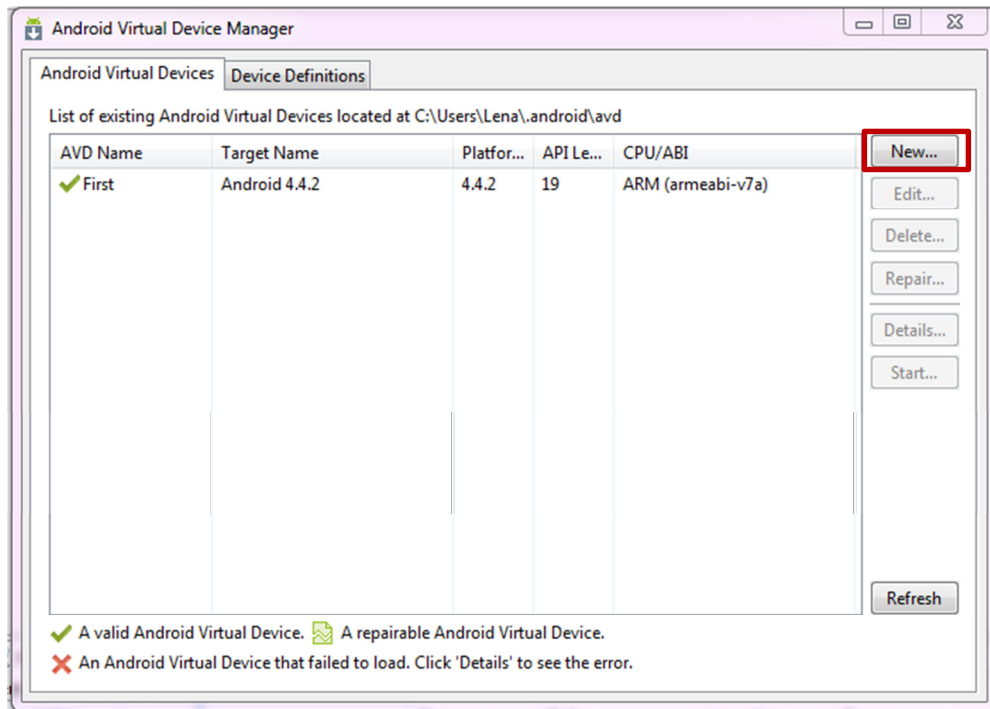 Android Virtual Device Manager
Android Virtual Devices Device Definitions
List of existing Android Virtual Devices located at C:\Users\Lena\.android\avd
AVD Name Target Name Platfor... API Le... CPU/ABI New...
First Android 4.4.2 4.4.2 19 ARM (armeabi-v7a)
Edit...
Delete...
Repair...
Details...
Start...
Refresh
A valid Android Virtual Device. A repairable Android Virtual Device.
An Android Virtual Device that failed to load. Click 'Details' to see the error.